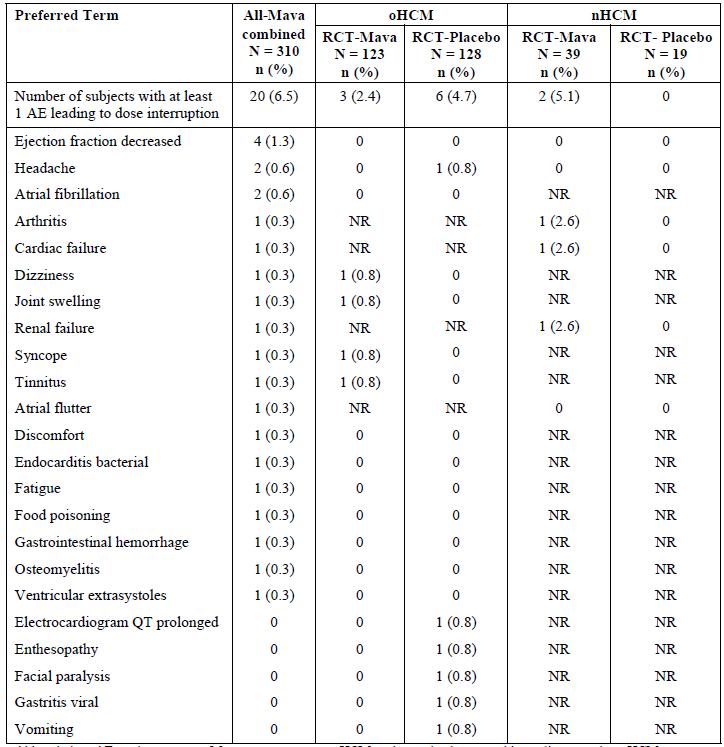 Preferred Term All-Mava combined N = 310 n (%) oHCM nHCM
RCT-Mava N = 123 n (%) RCT-Placebo N = 128 n (%) RCT-Mava N = 39 n (%) RCT- Placebo N = 19 n (%)
Number of subjects with at least 20 (6.5) 3 (2.4) 6 (4.7) 2 (5.1) 0
1 AE leading to dose interruption
Ejection fraction decreased 4 (1.3) 0 0 0 0
Headache 2 (0.6) 0 1 (0.8) 0 0
Atrial fibrillation 2 (0.6) 0 0 NR NR
Arthritis 1 (0.3) NR NR 1 (2.6) 0
Cardiac failure 1 (0.3) NR NR 1 (2.6) 0
Dizziness 1 (0.3) 1 (0.8) 0 NR NR
Joint swelling 1 (0.3) 1 (0.8) 0 NR NR
Renal failure 1 (0.3) NR NR 1 (2.6) 0
Syncope 1 (0.3) 1 (0.8) 0 NR NR
Tinnitus 1 (0.3) 1 (0.8) 0 NR NR
Atrial flutter 1 (0.3) NR NR 0 0
Discomfort 1 (0.3) 0 0 NR NR
Endocarditis bacterial 1 (0.3) 0 0 NR NR
Fatigue 1 (0.3) 0 0 NR NR
Food poisoning 1 (0.3) 0 0 NR NR
Gastrointestinal hemorrhage 1 (0.3) 0 0 NR NR
Osteomyelitis 1 (0.3) 0 0 NR NR
Ventricular extrasystoles 1 (0.3) 0 0 NR NR
Electrocardiogram QT prolonged 0 0 1 (0.8) NR NR
Enthesopathy 0 0 1 (0.8) NR NR
Facial paralysis 0 0 1 (0.8) NR NR
Gastritis viral 0 0 1 (0.8) NR NR
Vomiting 0 0 1 (0.8) NR NR